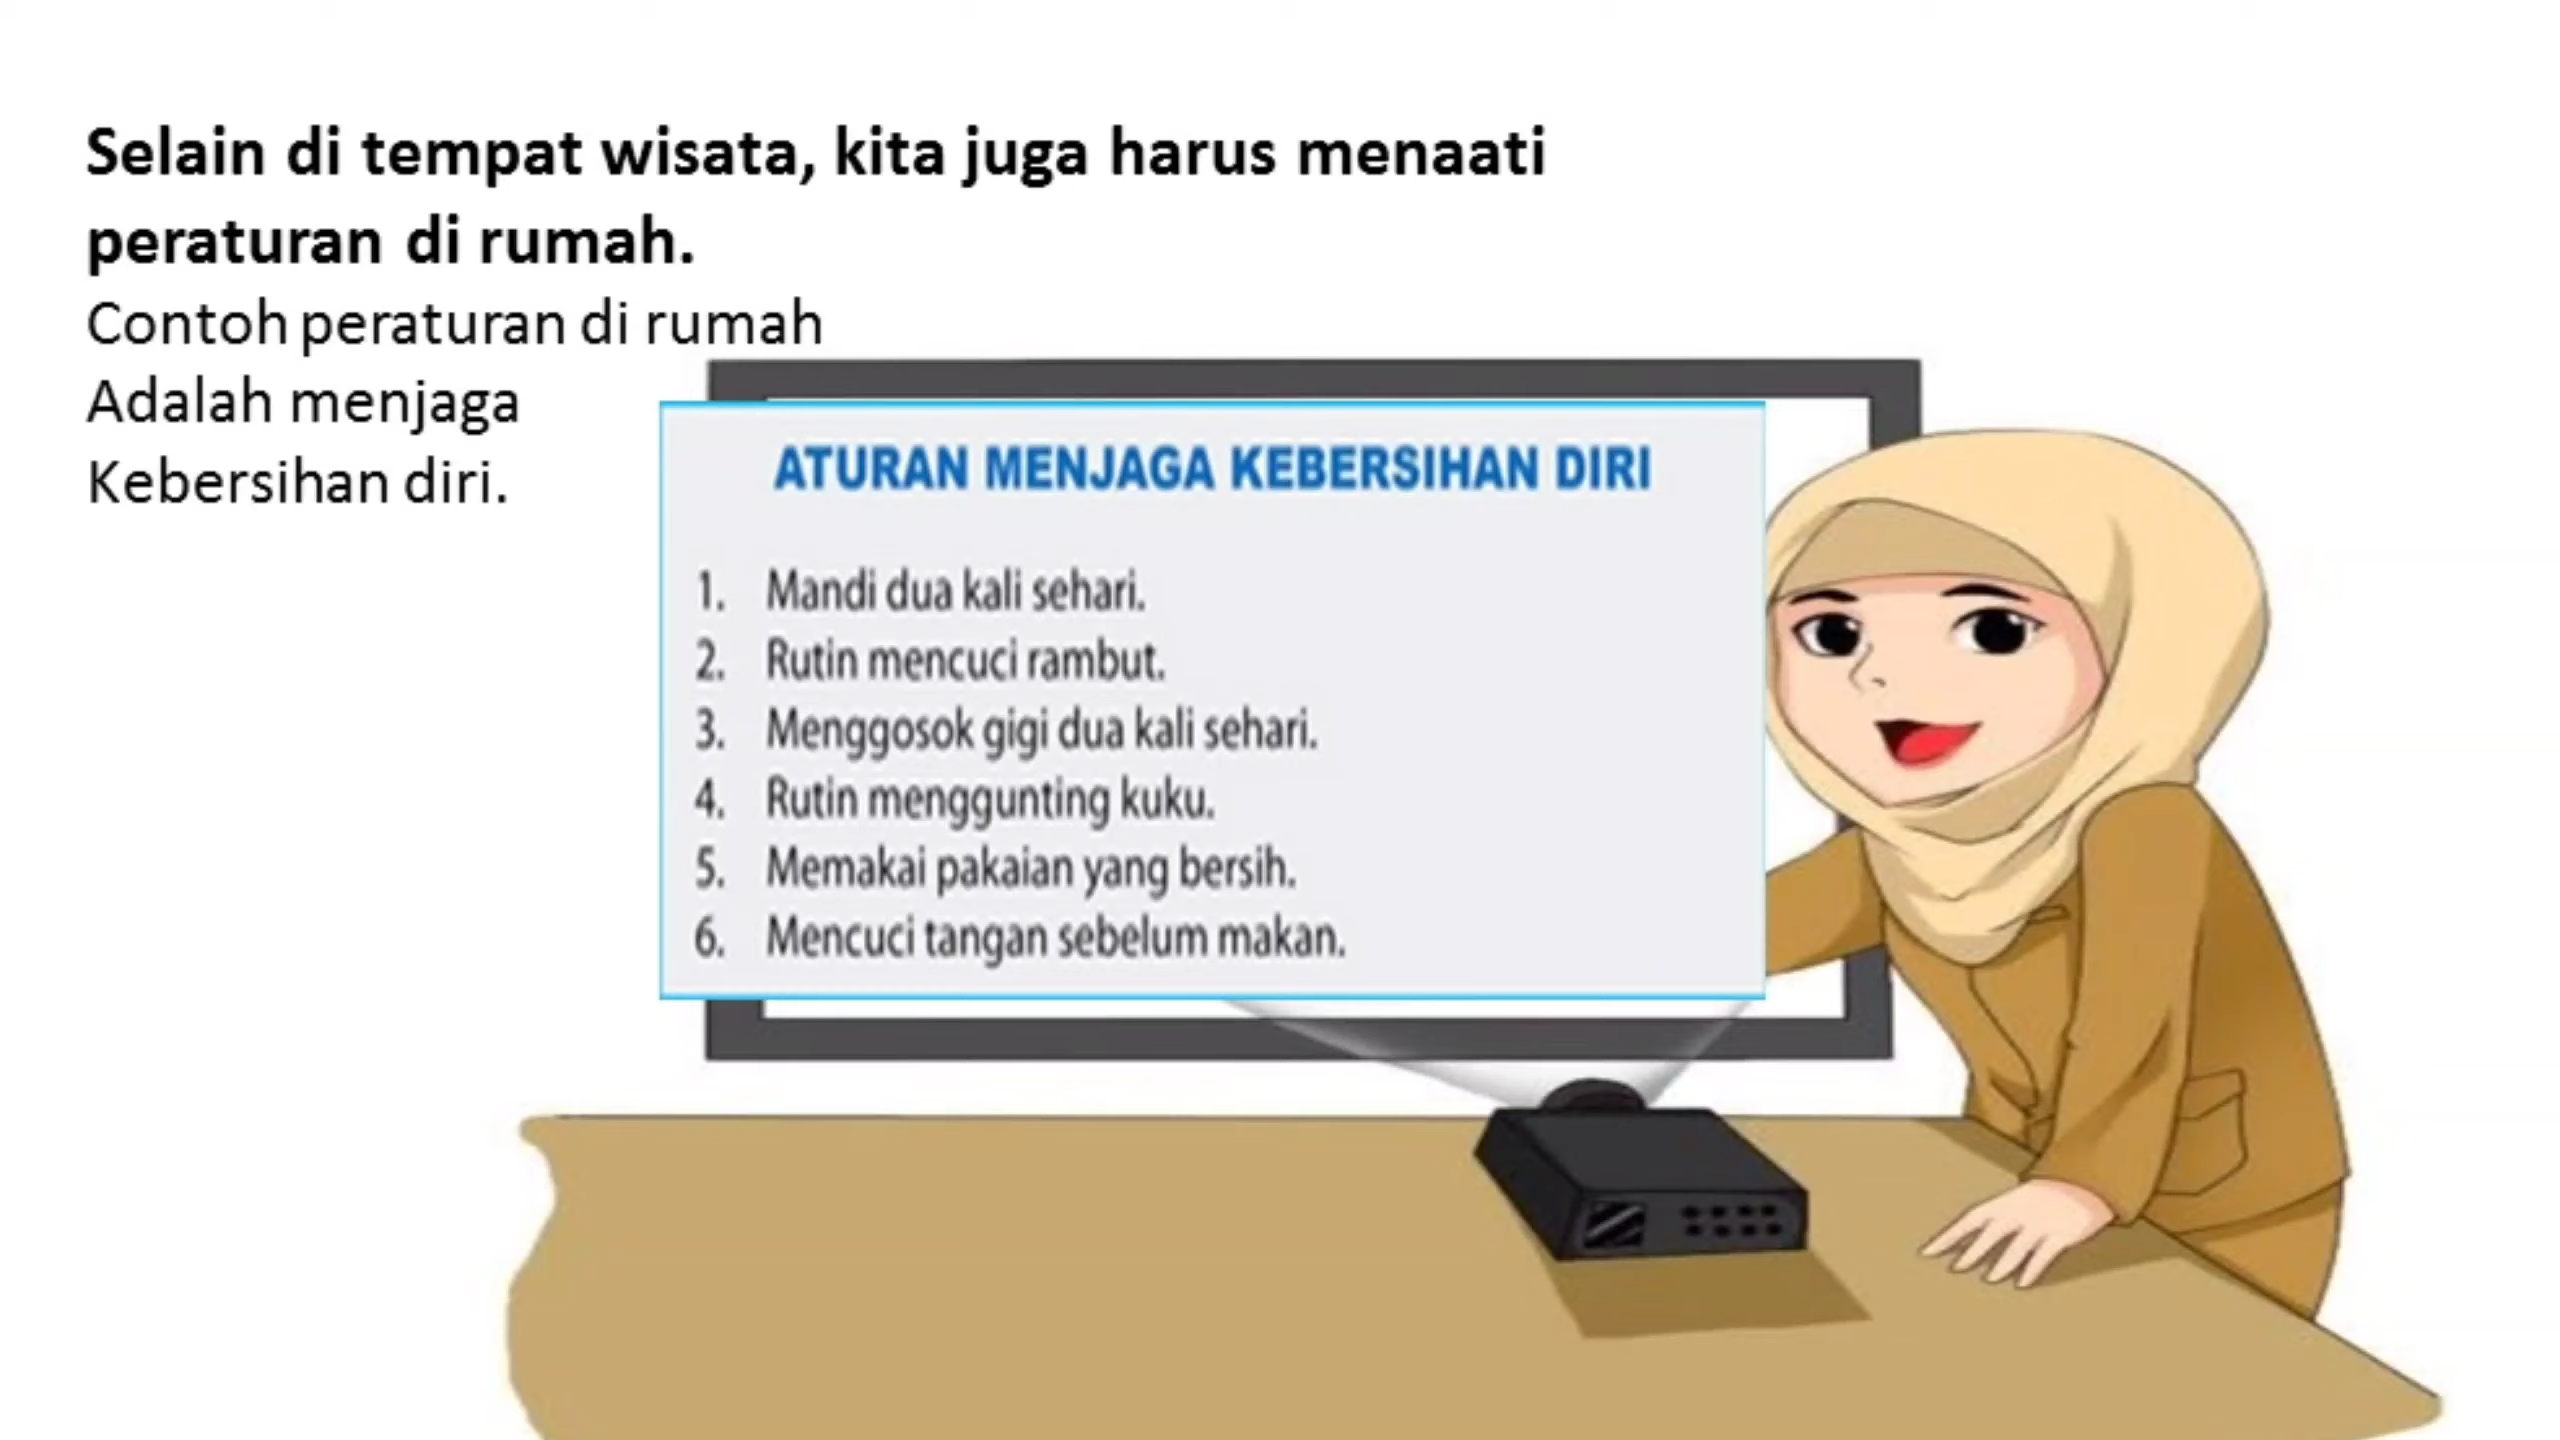 Selain di tempat wisata, kita juga harus menaati
peraturan di rumah.
Contoh peraturan di rumah
Adalah menjaga
Kebersihan diri.
ATURAN MENJAGA KEBERSIHAN DIRI
1. Mandi dua kali sehari.
2. Rutin mencuci rambut.
3. Menggosok gigi dua kali sehari.
4. Rutin menggunting kuku.
5. Memakai pakaian yang bersih.
6. Mencuci tangan sebelum makan.